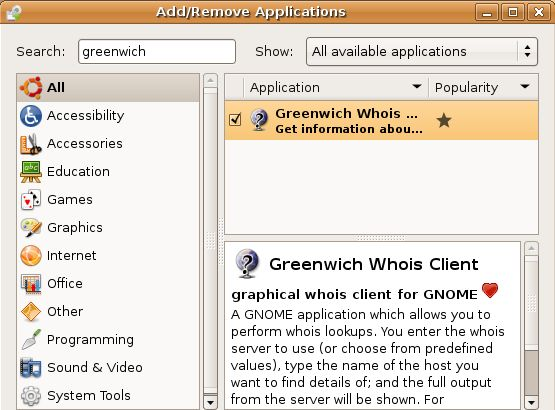 Add/Remove Applications
Search: greenwich Show: All available applications
All
Accessibility
Accessories
Education
Games
Graphics
Internet
Office
Other
Programming
Sound & Video
System Tools
Application Popularity
Greenwich Whois ...
Get information abou...
Greenwich Whois Client
graphical whois client for GNOME
A GNOME application which allows you to
perform whois lookups. You enter the whois
server to use (or choose from predefined
values), type the name of the host you
want to find details of; and the full output
from the server will be shown. For